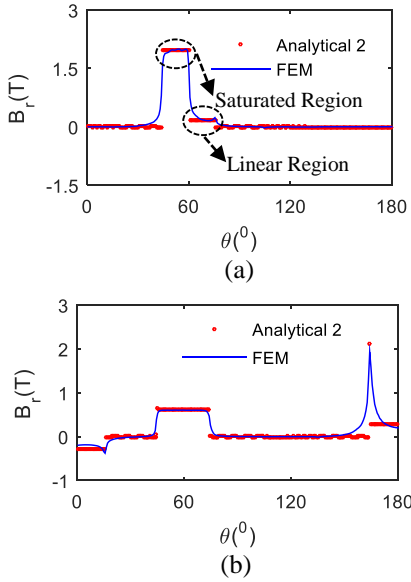 (a)
3
1.5
0
-1.5
B_r(T)
Analytical 2
FEM
Saturated Region
Linear Region
0 60 120 180
θ(⁰)
(a)
3
2
1
0
-1
B_r(T)
Analytical 2
FEM
0 60 120 180
θ(⁰)
(b)